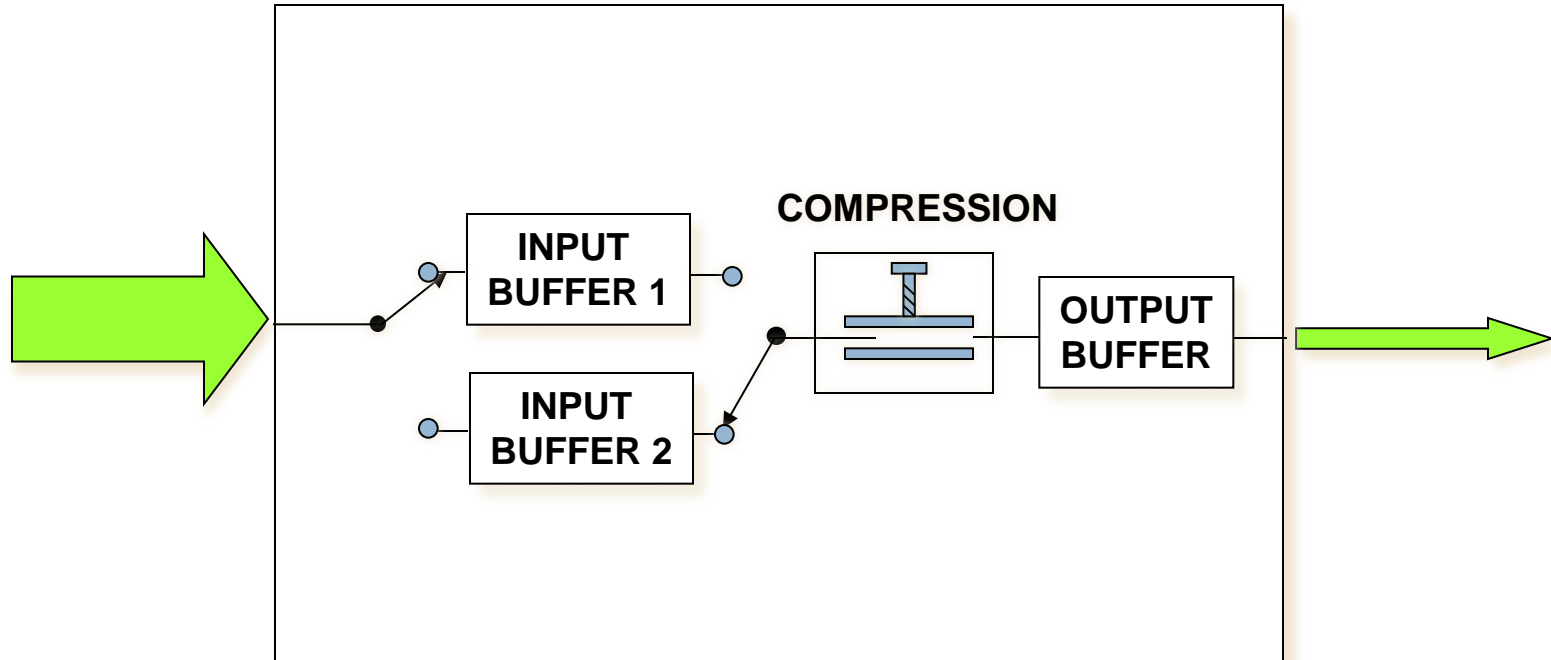 COMPRESSION
INPUT
BUFFER 1
INPUT
BUFFER 2
OUTPUT
BUFFER